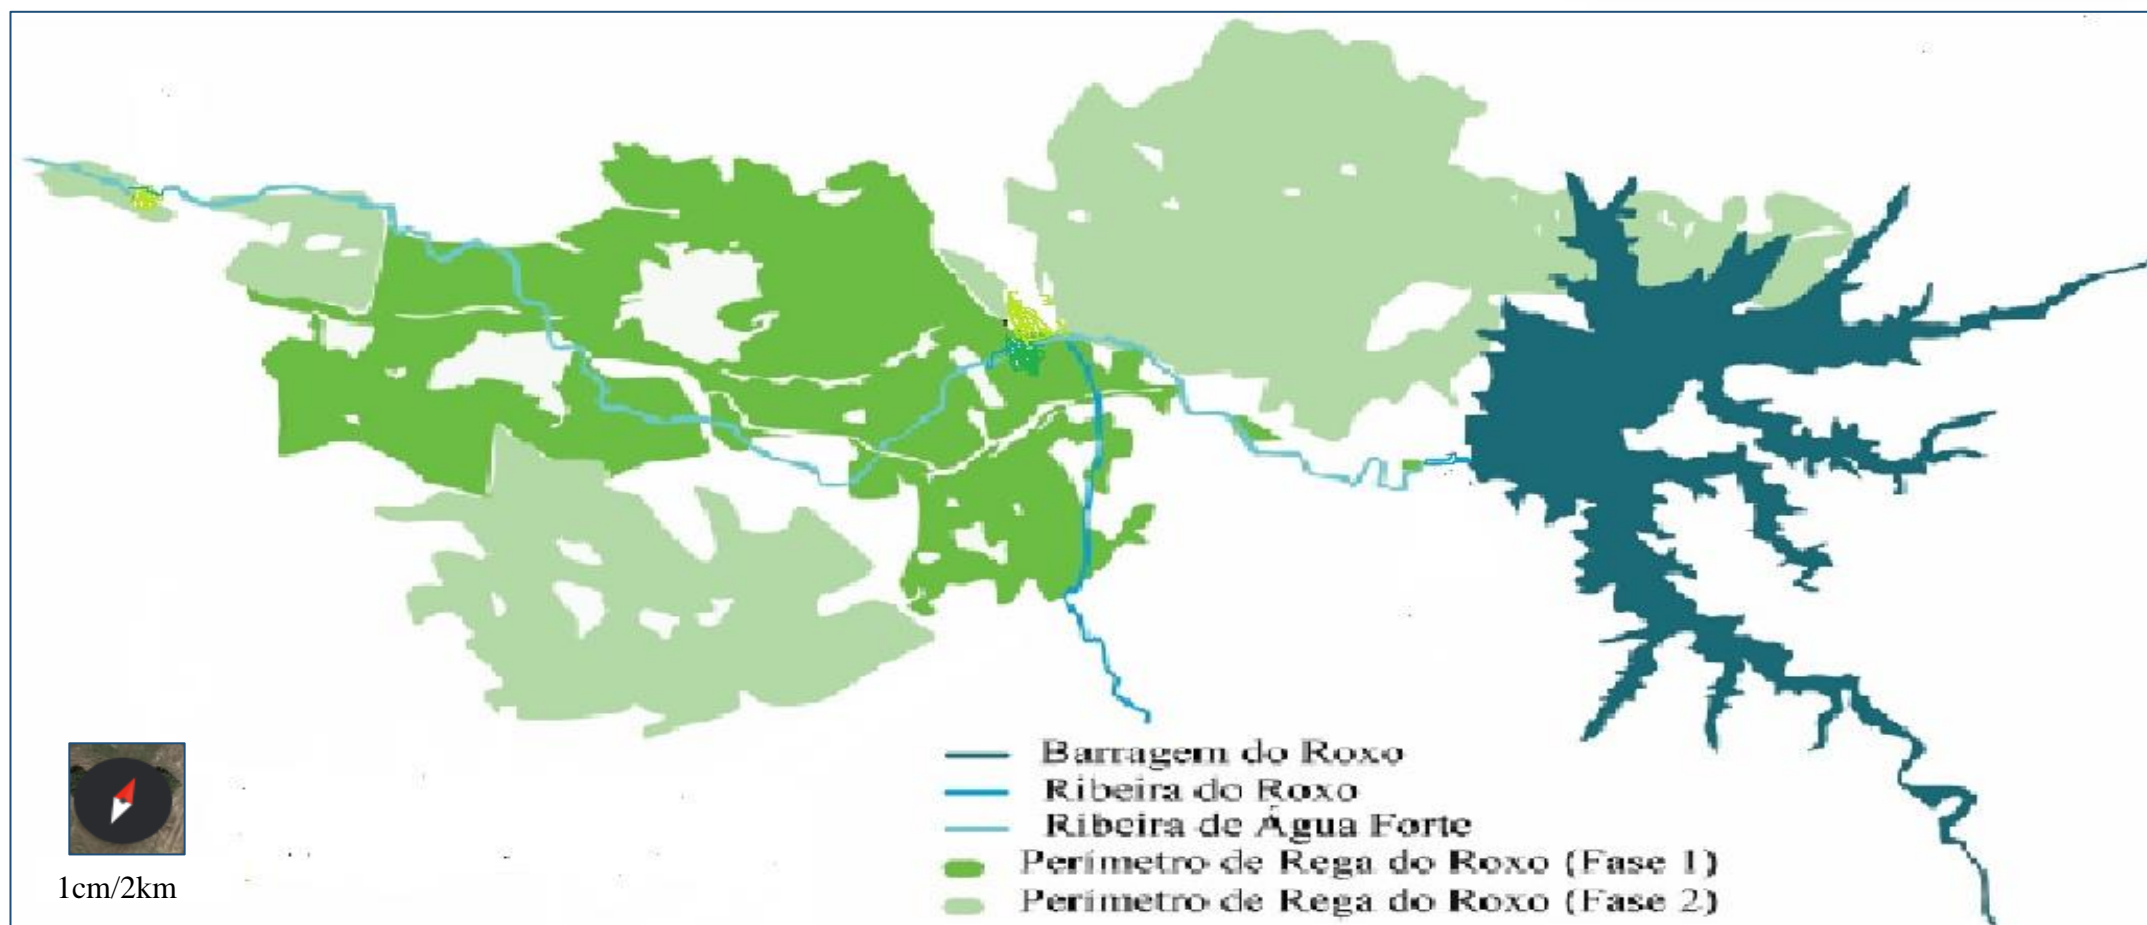 Barragem do Roxo
Ribeira do Roxo
Ribeira de Água Forte
Perímetro de Rega do Roxo (Fase 1)
Perímetro de Rega do Roxo (Fase 2)
1cm/2km